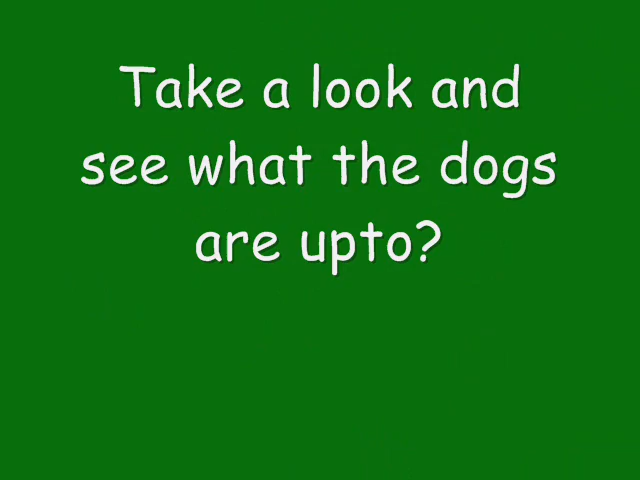 Take a look and
see what the dogs
are upto?